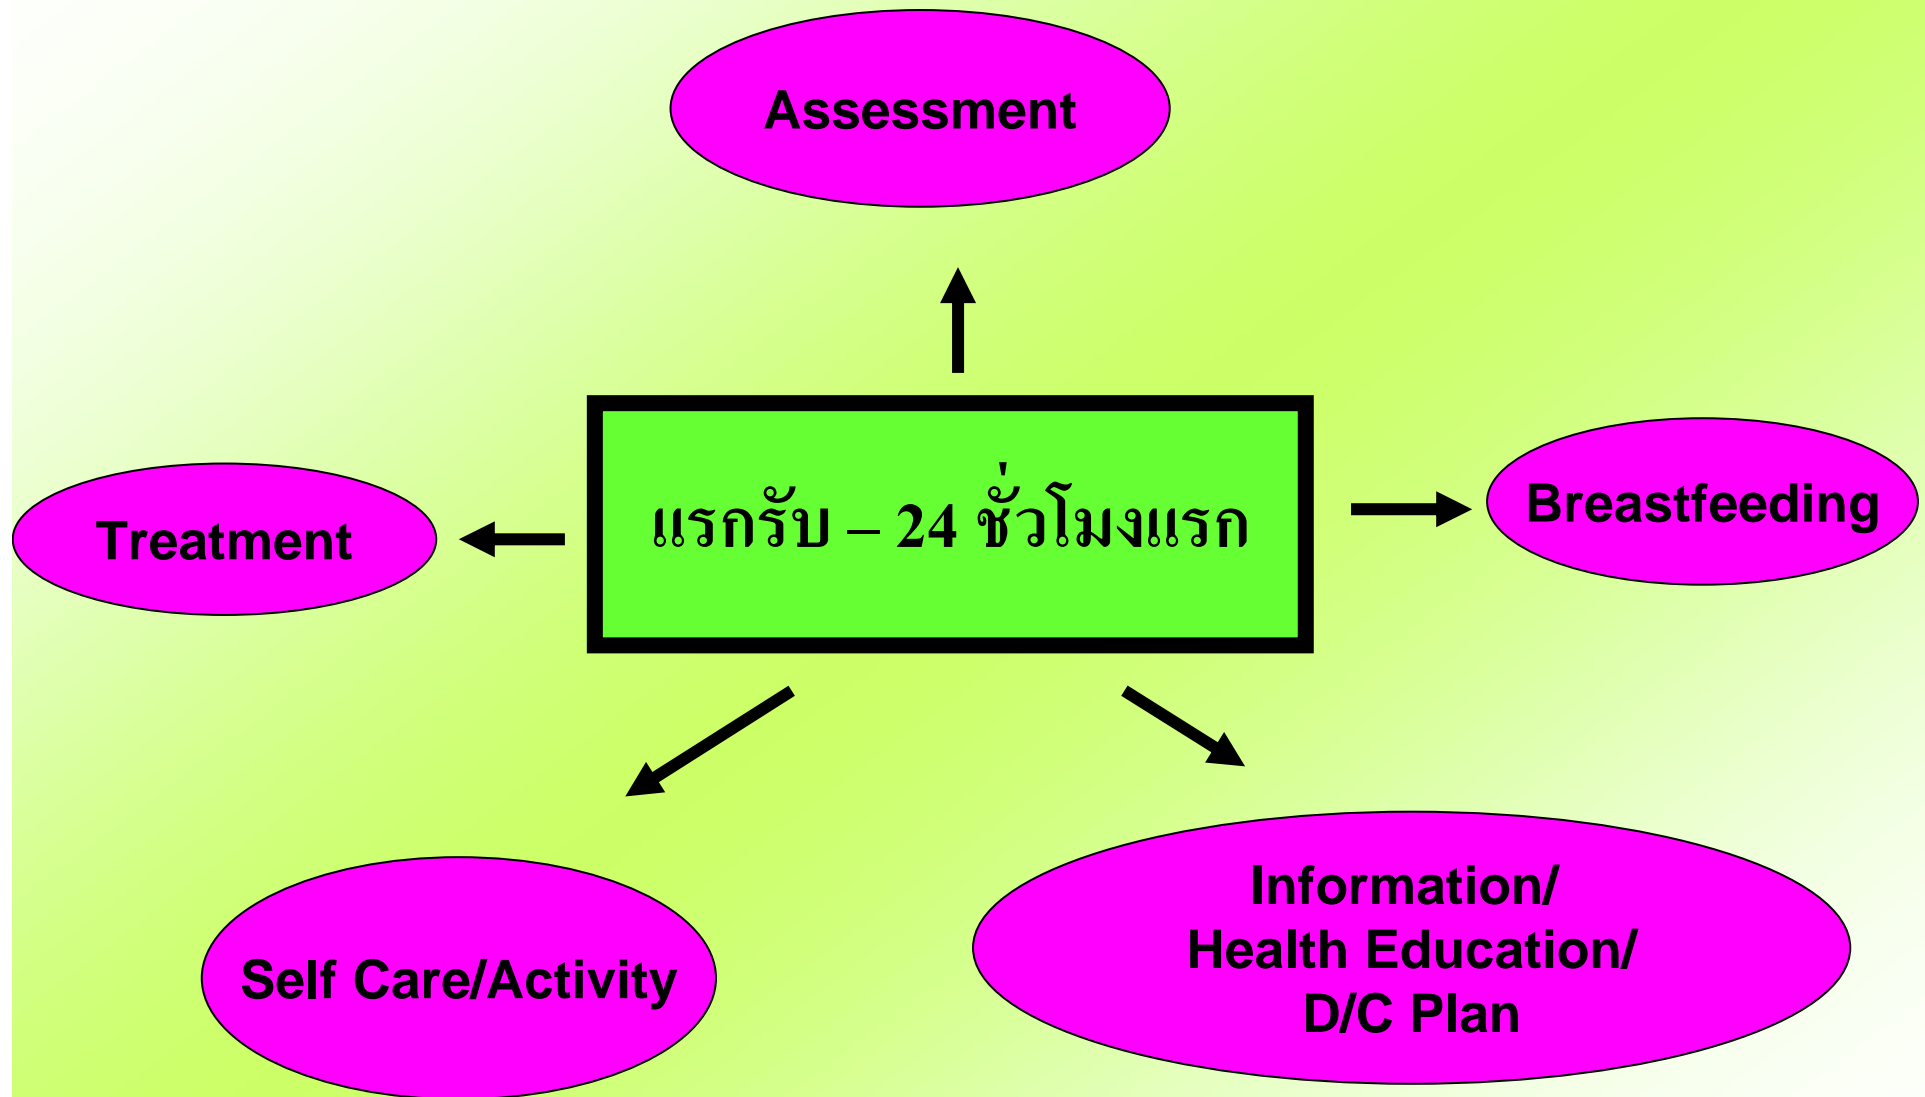 Assessment
แรกรับ – 24 ชั่วโมงแรก
Breastfeeding
Treatment
Information/
Health Education/
D/C Plan
Self Care/Activity